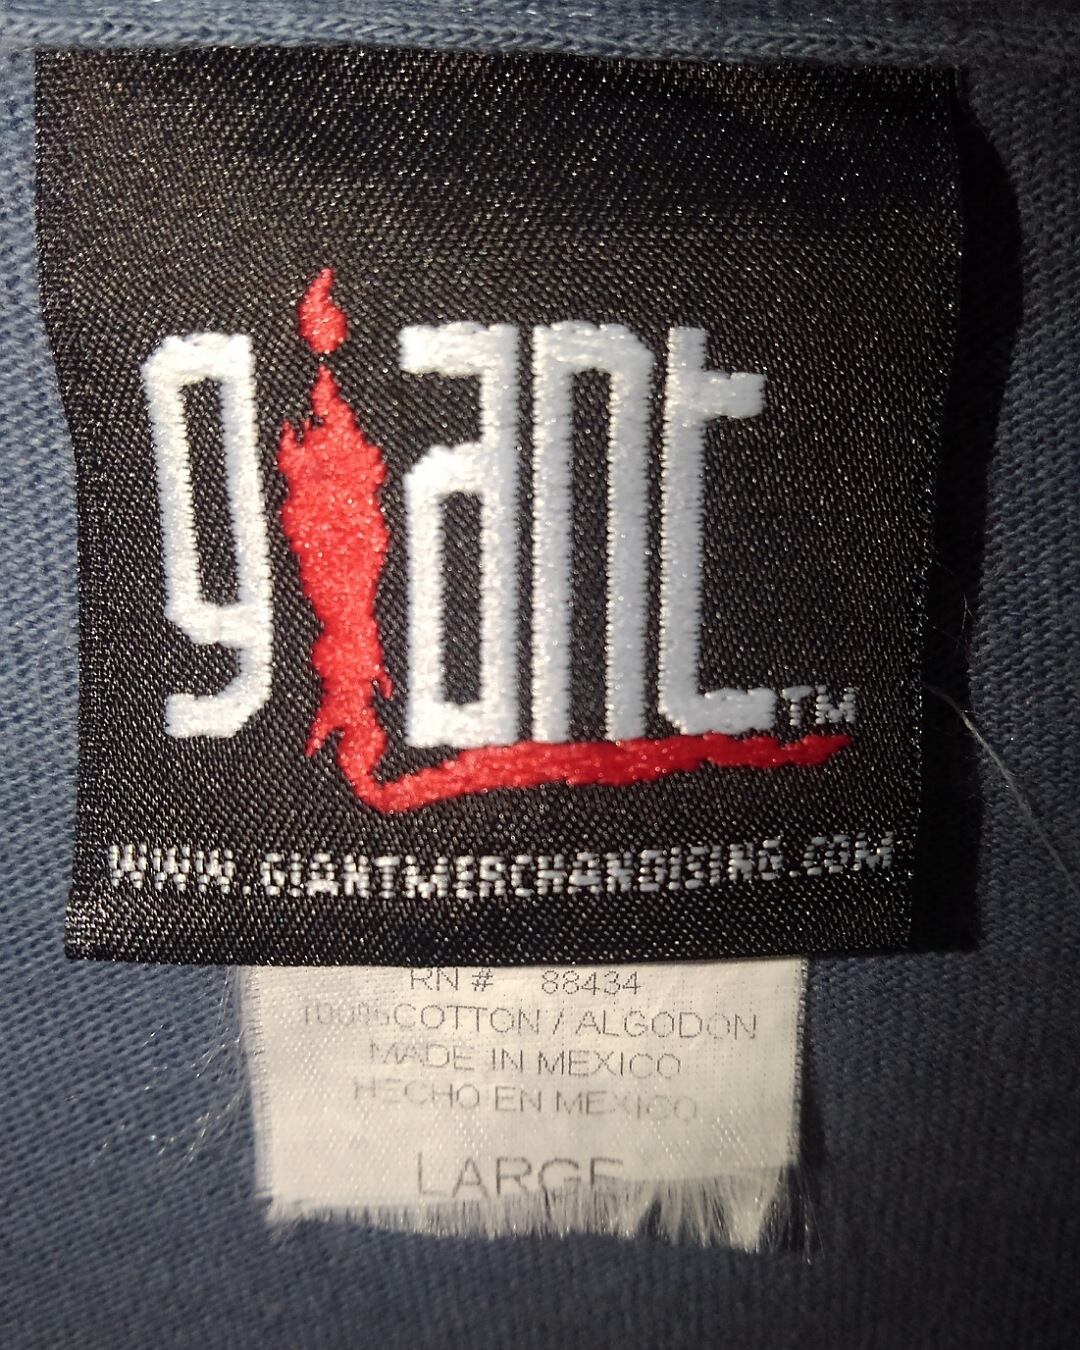 giant TM
WWW.GIANTMERCHANDISING.COM
RN # 88434
100%COTTON / ALGODON
MADE IN MEXICO
HECHO EN MEXICO
LARGE